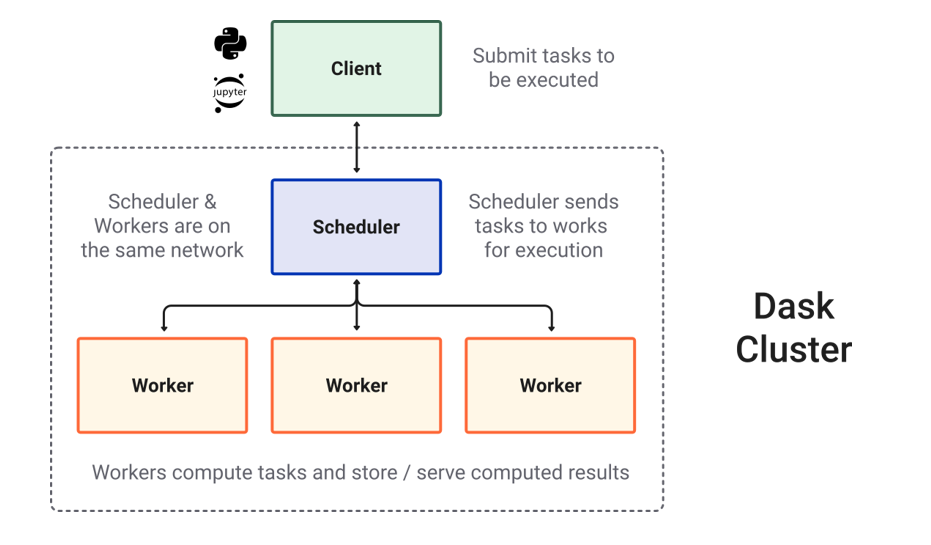 Client
Submit tasks to
be executed
jupyter
Scheduler &
Workers are on
the same network
Scheduler
Scheduler sends
tasks to works
for execution
Dask
Cluster
Worker
Worker
Worker
Workers compute tasks and store / serve computed results